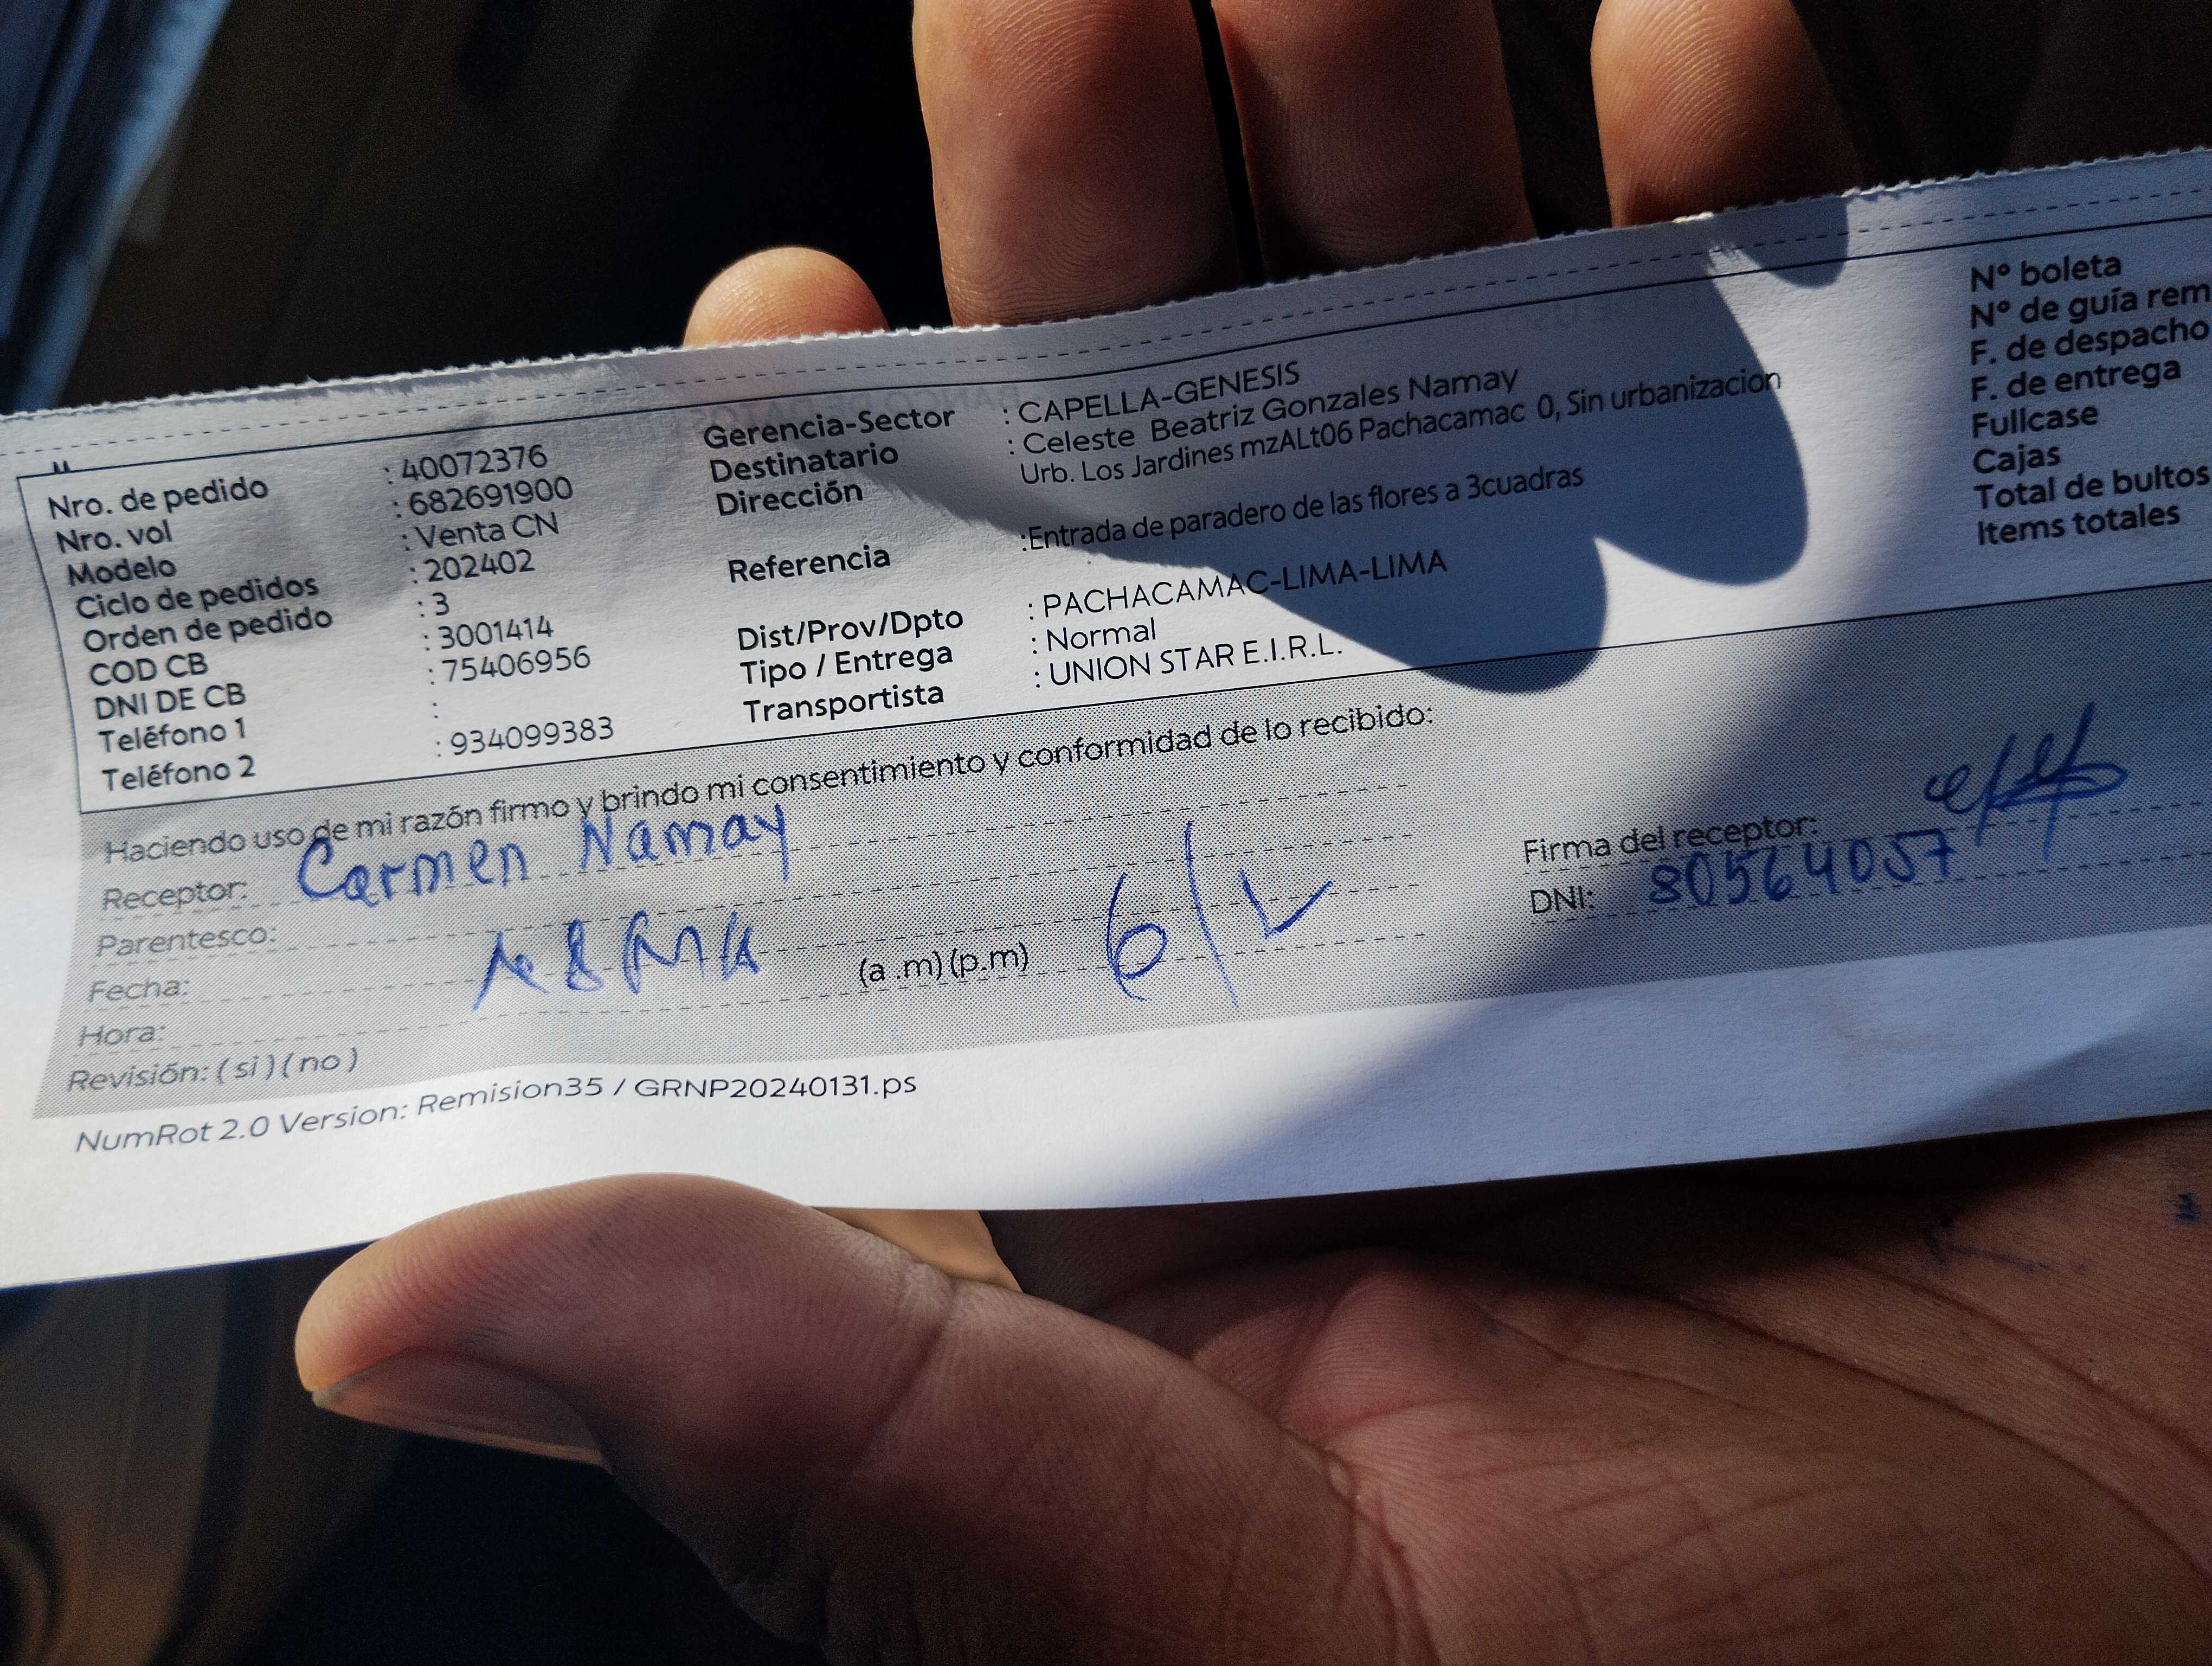 Nro. de pedido : 40072376
Nro. vol : 682691900
Modelo : Venta CN
Ciclo de pedidos : 202402
Orden de pedido : 3
COD CB : 3001414
DNI DE CB : 75406956
Teléfono 1 :
Teléfono 2 : 934099383
Gerencia-Sector : CAPELLA-GENESIS
Destinatario : Celeste Beatriz Gonzales Namay
Dirección Urb. Los Jardines mzALt06 Pachacamac 0, Sin urbanizacion
Referencia :Entrada de paradero de las flores a 3cuadras
Dist/Prov/Dpto : PACHACAMAC-LIMA-LIMA
Tipo / Entrega : Normal
Transportista : UNION STAR E.I.R.L.
N° boleta
N° de guía rem
F. de despacho
F. de entrega
Fullcase
Cajas
Total de bultos
Items totales
Haciendo uso de mi razón firmo y brindo mi consentimiento y conformidad de lo recibido:
Receptor: Carmen Namay
Parentesco:
Fecha:
Hora: (a .m) (p.m)
Revisión: ( si ) ( no )
Firma del receptor:
DNI: 80564057
NumRot 2.0 Version: Remision35 / GRNP20240131.ps